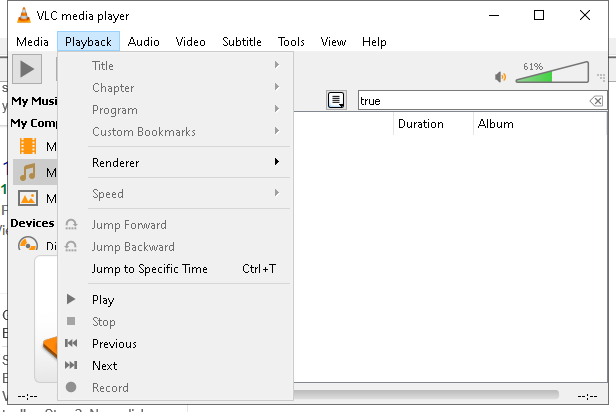 VLC media player
Media Playback Audio Video Subtitle Tools View Help
61%
Title
Chapter
My Musi
true
Program
My Comp
Custom Bookmarks
Duration Album
Renderer
Speed
Devices
Jump Forward
Di
Jump Backward
Jump to Specific Time Ctrl+T
Play
Stop
Previous
Next
Record
--:-- --:--